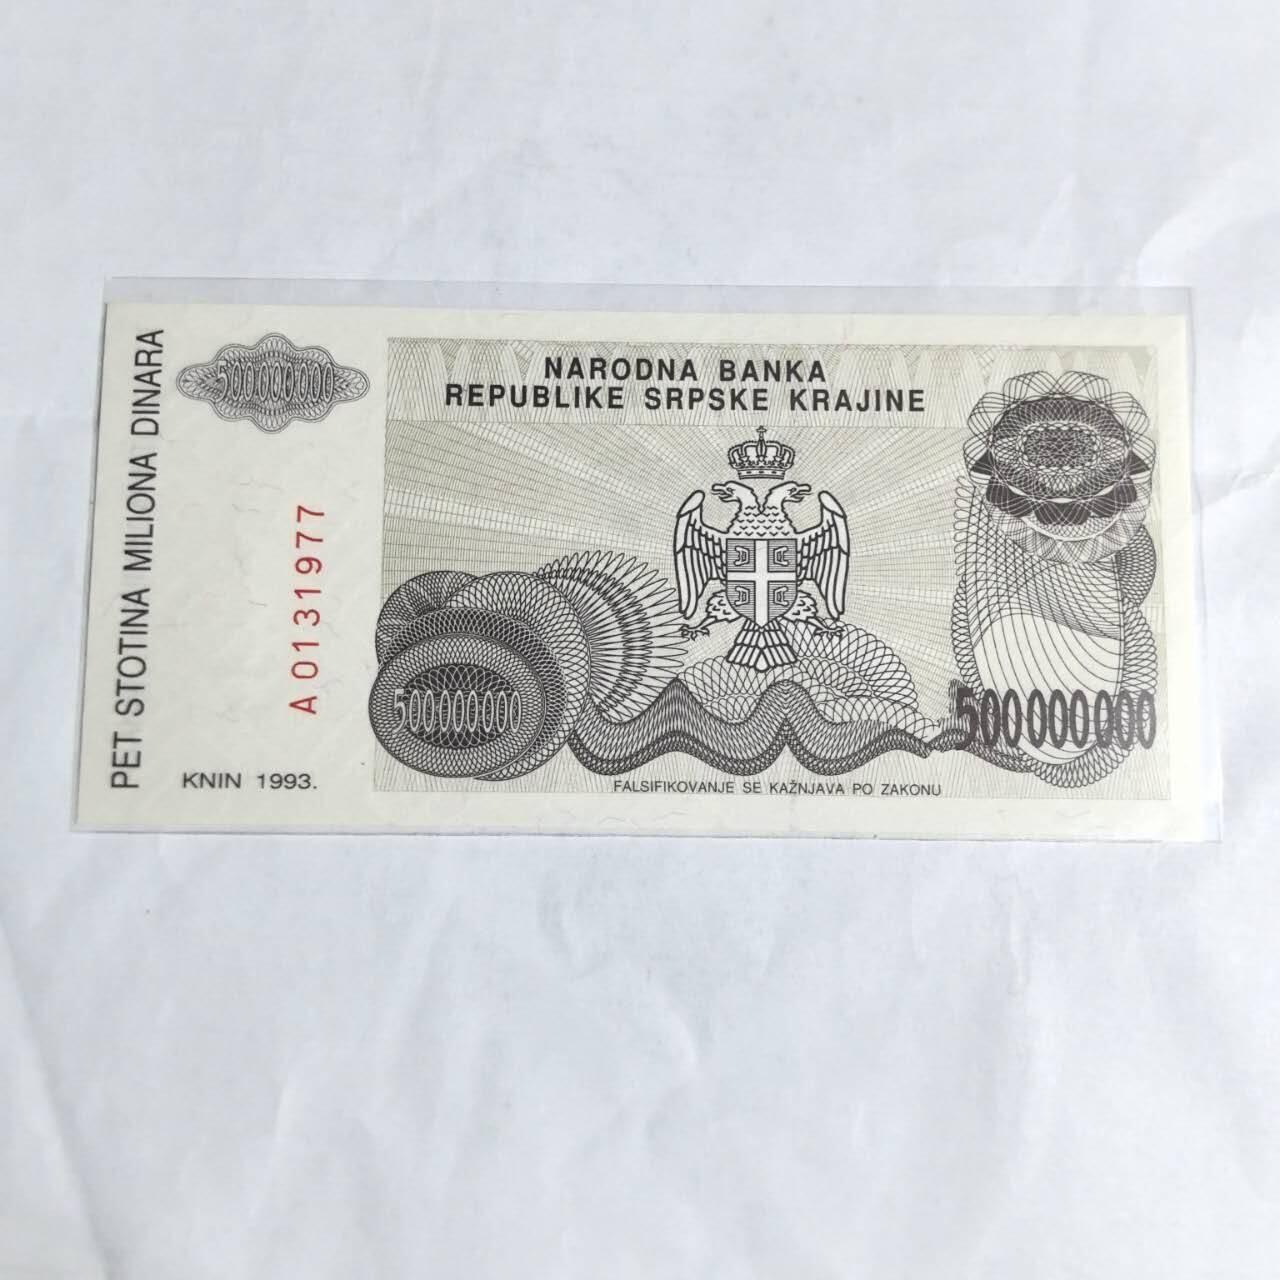 PET STOTINA MILIONA DINARA
500000000
A0131977
KNIN 1993.
NARODNA BANKA
REPUBLIKE SRPSKE KRAJINE
500000000
500000000
FALSIFIKOVANJE SE KAŽNJAVA PO ZAKONU